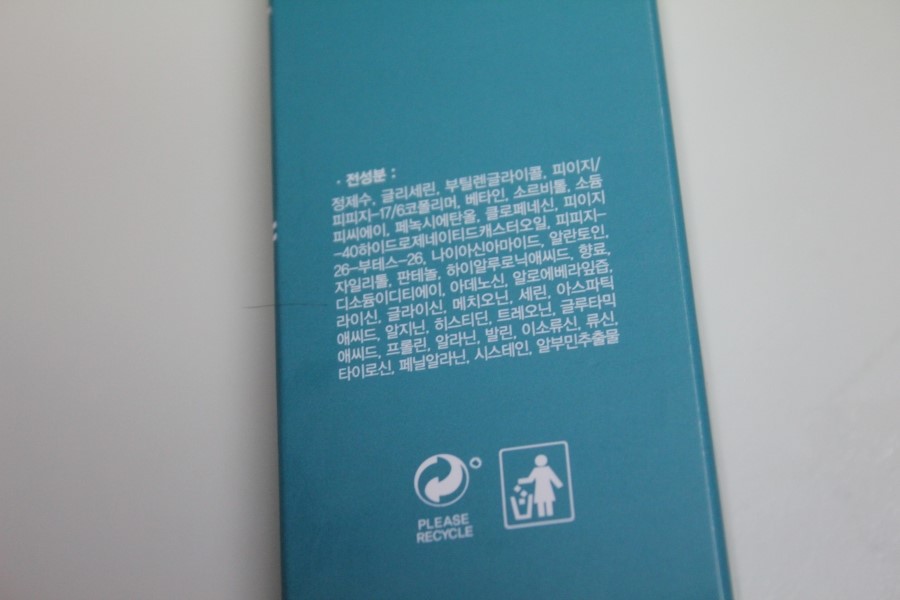 · 전성분 :
정제수, 글리세린, 부틸렌글라이콜, 피이지/
피피지-17/6코폴리머, 베타인, 소르비톨, 소듐
피씨에이, 페녹시에탄올, 클로페네신, 피이지
-40하이드로제네이티드캐스터오일, 피피지-
26-부테스-26, 나이아신아마이드, 알란토인,
자일리톨, 판테놀, 하이알루로닉애씨드, 향료,
디소듐이디티에이, 아데노신, 알로에베라잎즙,
라이신, 글라이신, 메치오닌, 세린, 아스파틱
애씨드, 알지닌, 히스티딘, 트레오닌, 글루타믹
애씨드, 프롤린, 알라닌, 발린, 이소류신, 류신,
타이로신, 페닐알라닌, 시스테인, 알부민추출물
PLEASE
RECYCLE